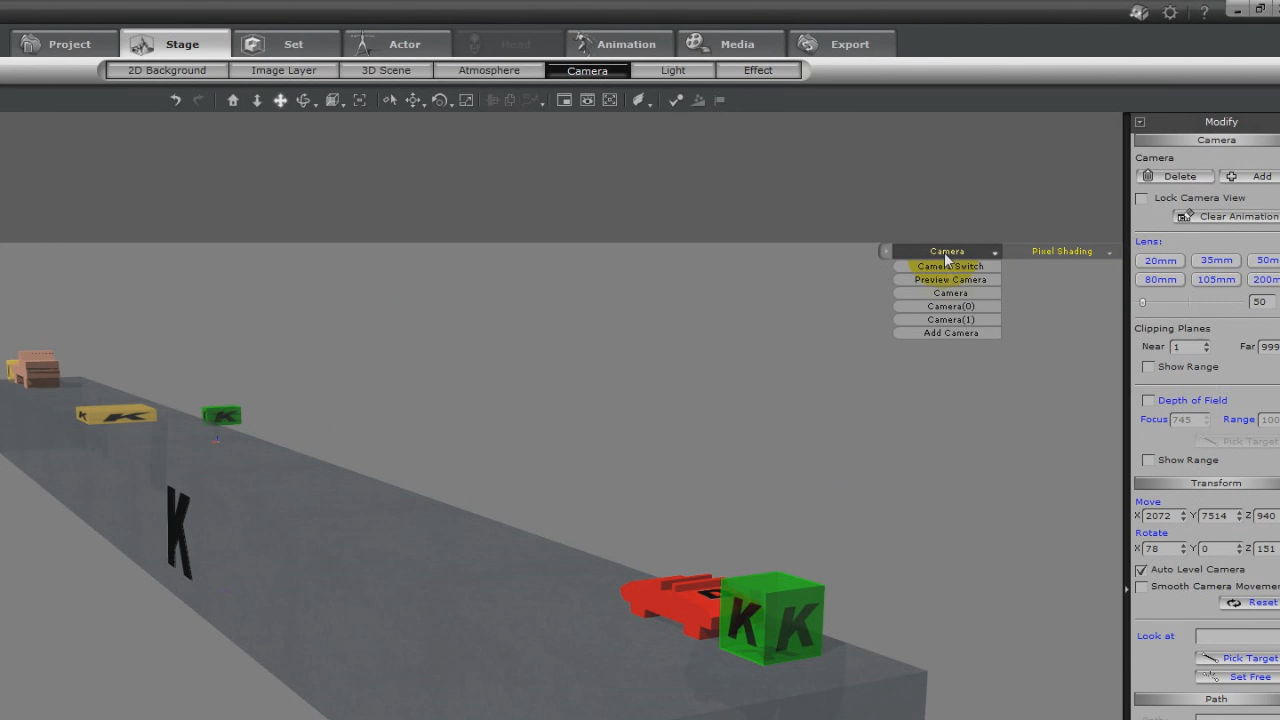 Project Stage Set Actor Head Animation Media Export
2D Background Image Layer 3D Scene Atmosphere Camera Light Effect
Modify
Camera
Camera
Delete Add
Lock Camera View
Clear Animation
Lens:
20mm 35mm 50m
80mm 105mm 200m
50
Clipping Planes
Near 1 Far 999
Show Range
Depth of Field
Focus 745 Range 100
Pick Target
Show Range
Transform
Move
X 2072 Y 7514 Z 940
Rotate
X 78 Y 0 Z 151
Auto Level Camera
Smooth Camera Movemen
Reset
Look at
Pick Target
Set Free
Path
Camera Pixel Shading
Camera Switch
Preview Camera
Camera
Camera(0)
Camera(1)
Add Camera
K K
K
K
K K